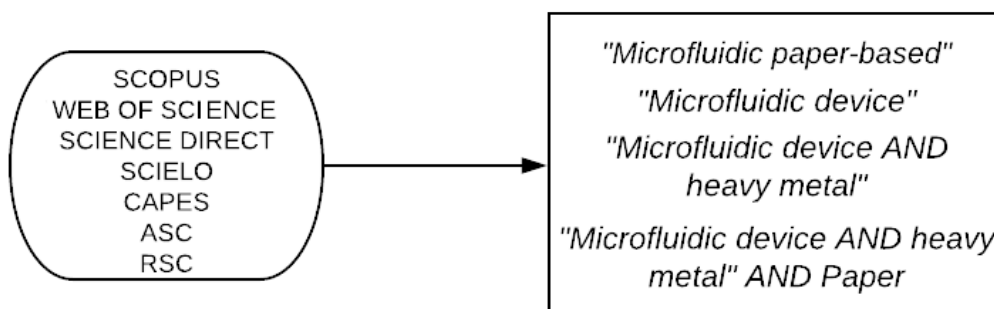 SCOPUS
WEB OF SCIENCE
SCIENCE DIRECT
SCIELO
CAPES
ASC
RSC
"Microfluidic paper-based"
"Microfluidic device"
"Microfluidic device AND
heavy metal"
"Microfluidic device AND heavy
metal" AND Paper